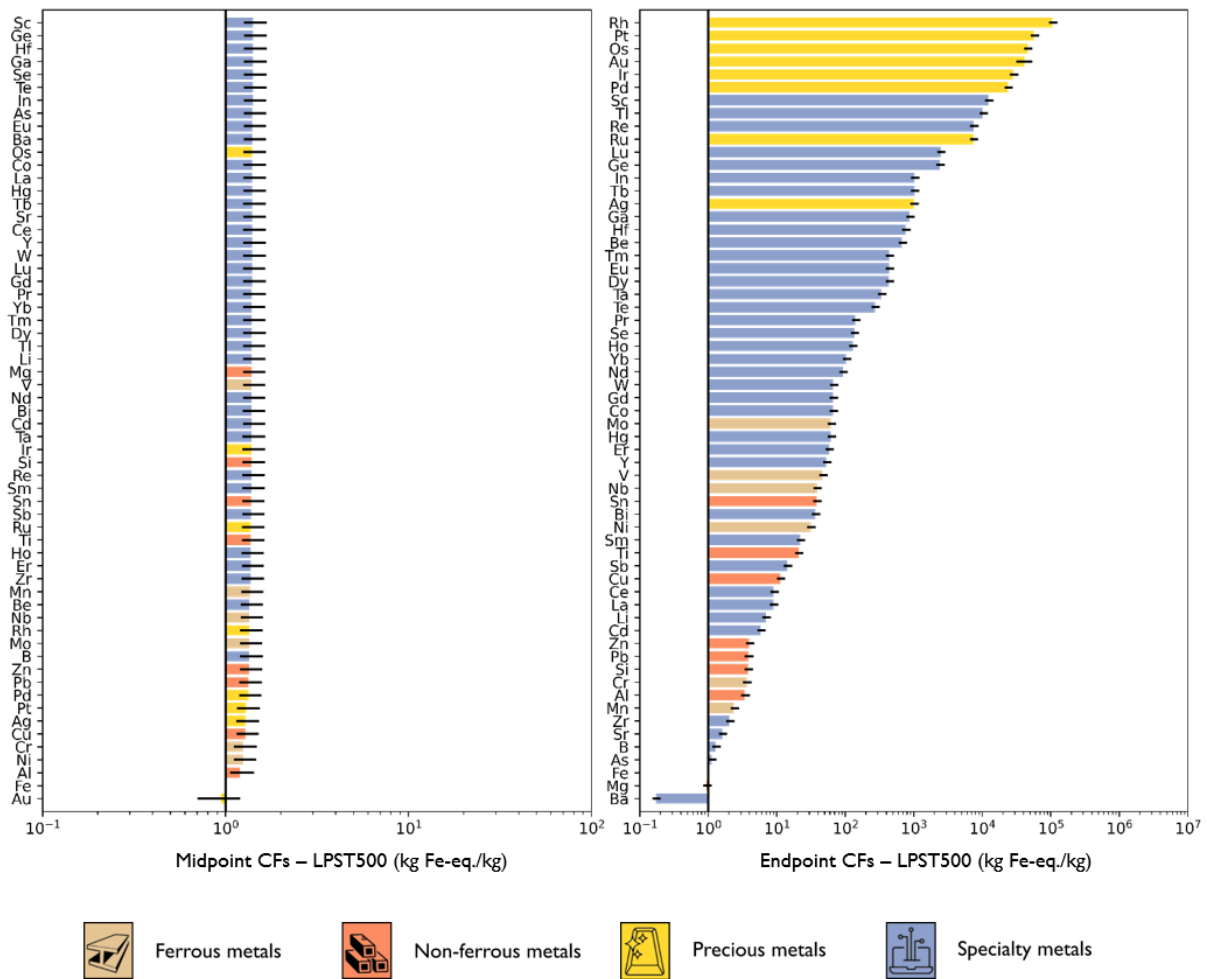 Sc
Ge
Hf
Ga
Se
Te
In
As
Eu
Ba
Os
Co
La
Hg
Tb
Sr
Ce
Y
W
Lu
Gd
Pr
Yb
Tm
Dy
Tl
Li
Mg
V
Nd
Bi
Cd
Ta
Ir
Si
Re
Sm
Sn
Sb
Ru
Ti
Ho
Er
Zr
Mn
Be
Nb
Rh
Mo
B
Zn
Pb
Pd
Pt
Ag
Cu
Cr
Ni
Al
Fe
Au
10⁻¹ 10⁰ 10¹ 10²
Midpoint CFs – LPST500 (kg Fe-eq./kg)
Rh
Pt
Os
Au
Ir
Pd
Sc
Tl
Re
Ru
Lu
Ge
In
Tb
Ag
Ga
Hf
Be
Tm
Eu
Dy
Ta
Te
Pr
Se
Ho
Yb
Nd
W
Gd
Co
Mo
Hg
Er
Y
V
Nb
Sn
Bi
Ni
Sm
Ti
Sb
Cu
Ce
La
Li
Cd
Zn
Pb
Si
Cr
Al
Mn
Zr
Sr
B
As
Fe
Mg
Ba
10⁻¹ 10⁰ 10¹ 10² 10³ 10⁴ 10⁵ 10⁶ 10⁷
Endpoint CFs – LPST500 (kg Fe-eq./kg)
Ferrous metals
Non-ferrous metals
Precious metals
Specialty metals